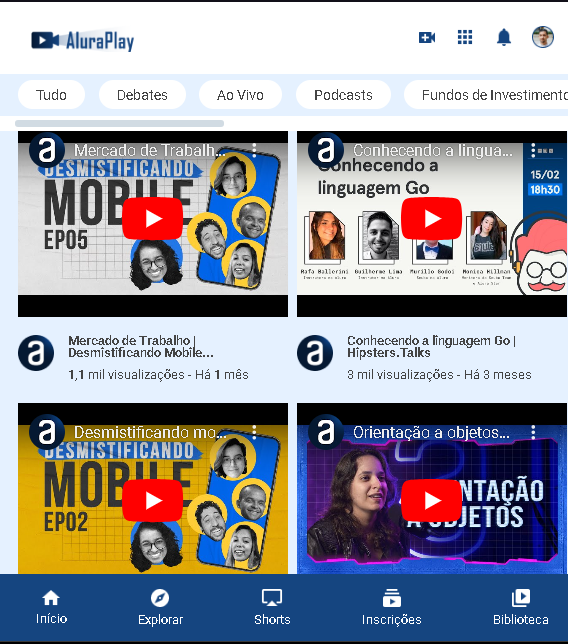 AluraPlay
Tudo
Debates
Ao Vivo
Podcasts
Fundos de Investimento
a
Mercado de Trabalh...
DESMISTIFICANDO
MOBILE
EP05
a
Conhecendo a lingua...
Conhecendo a
linguagem Go
15/02
18h30
Rafa Ballerini
Guilherme Lima
Murillo Godoi
Monica Hillman
a
Mercado de Trabalho |
Desmistificando Mobile...
1,1 mil visualizações - Há 1 mês
a
Conhecendo a linguagem Go |
Hipsters.Talks
3 mil visualizações - Há 3 meses
a
Desmistificando mo...
DESMISTIFICANDO
MOBILE
EP02
a
Orientação a objetos...
A OBJETOS
Início
Explorar
Shorts
Inscrições
Biblioteca